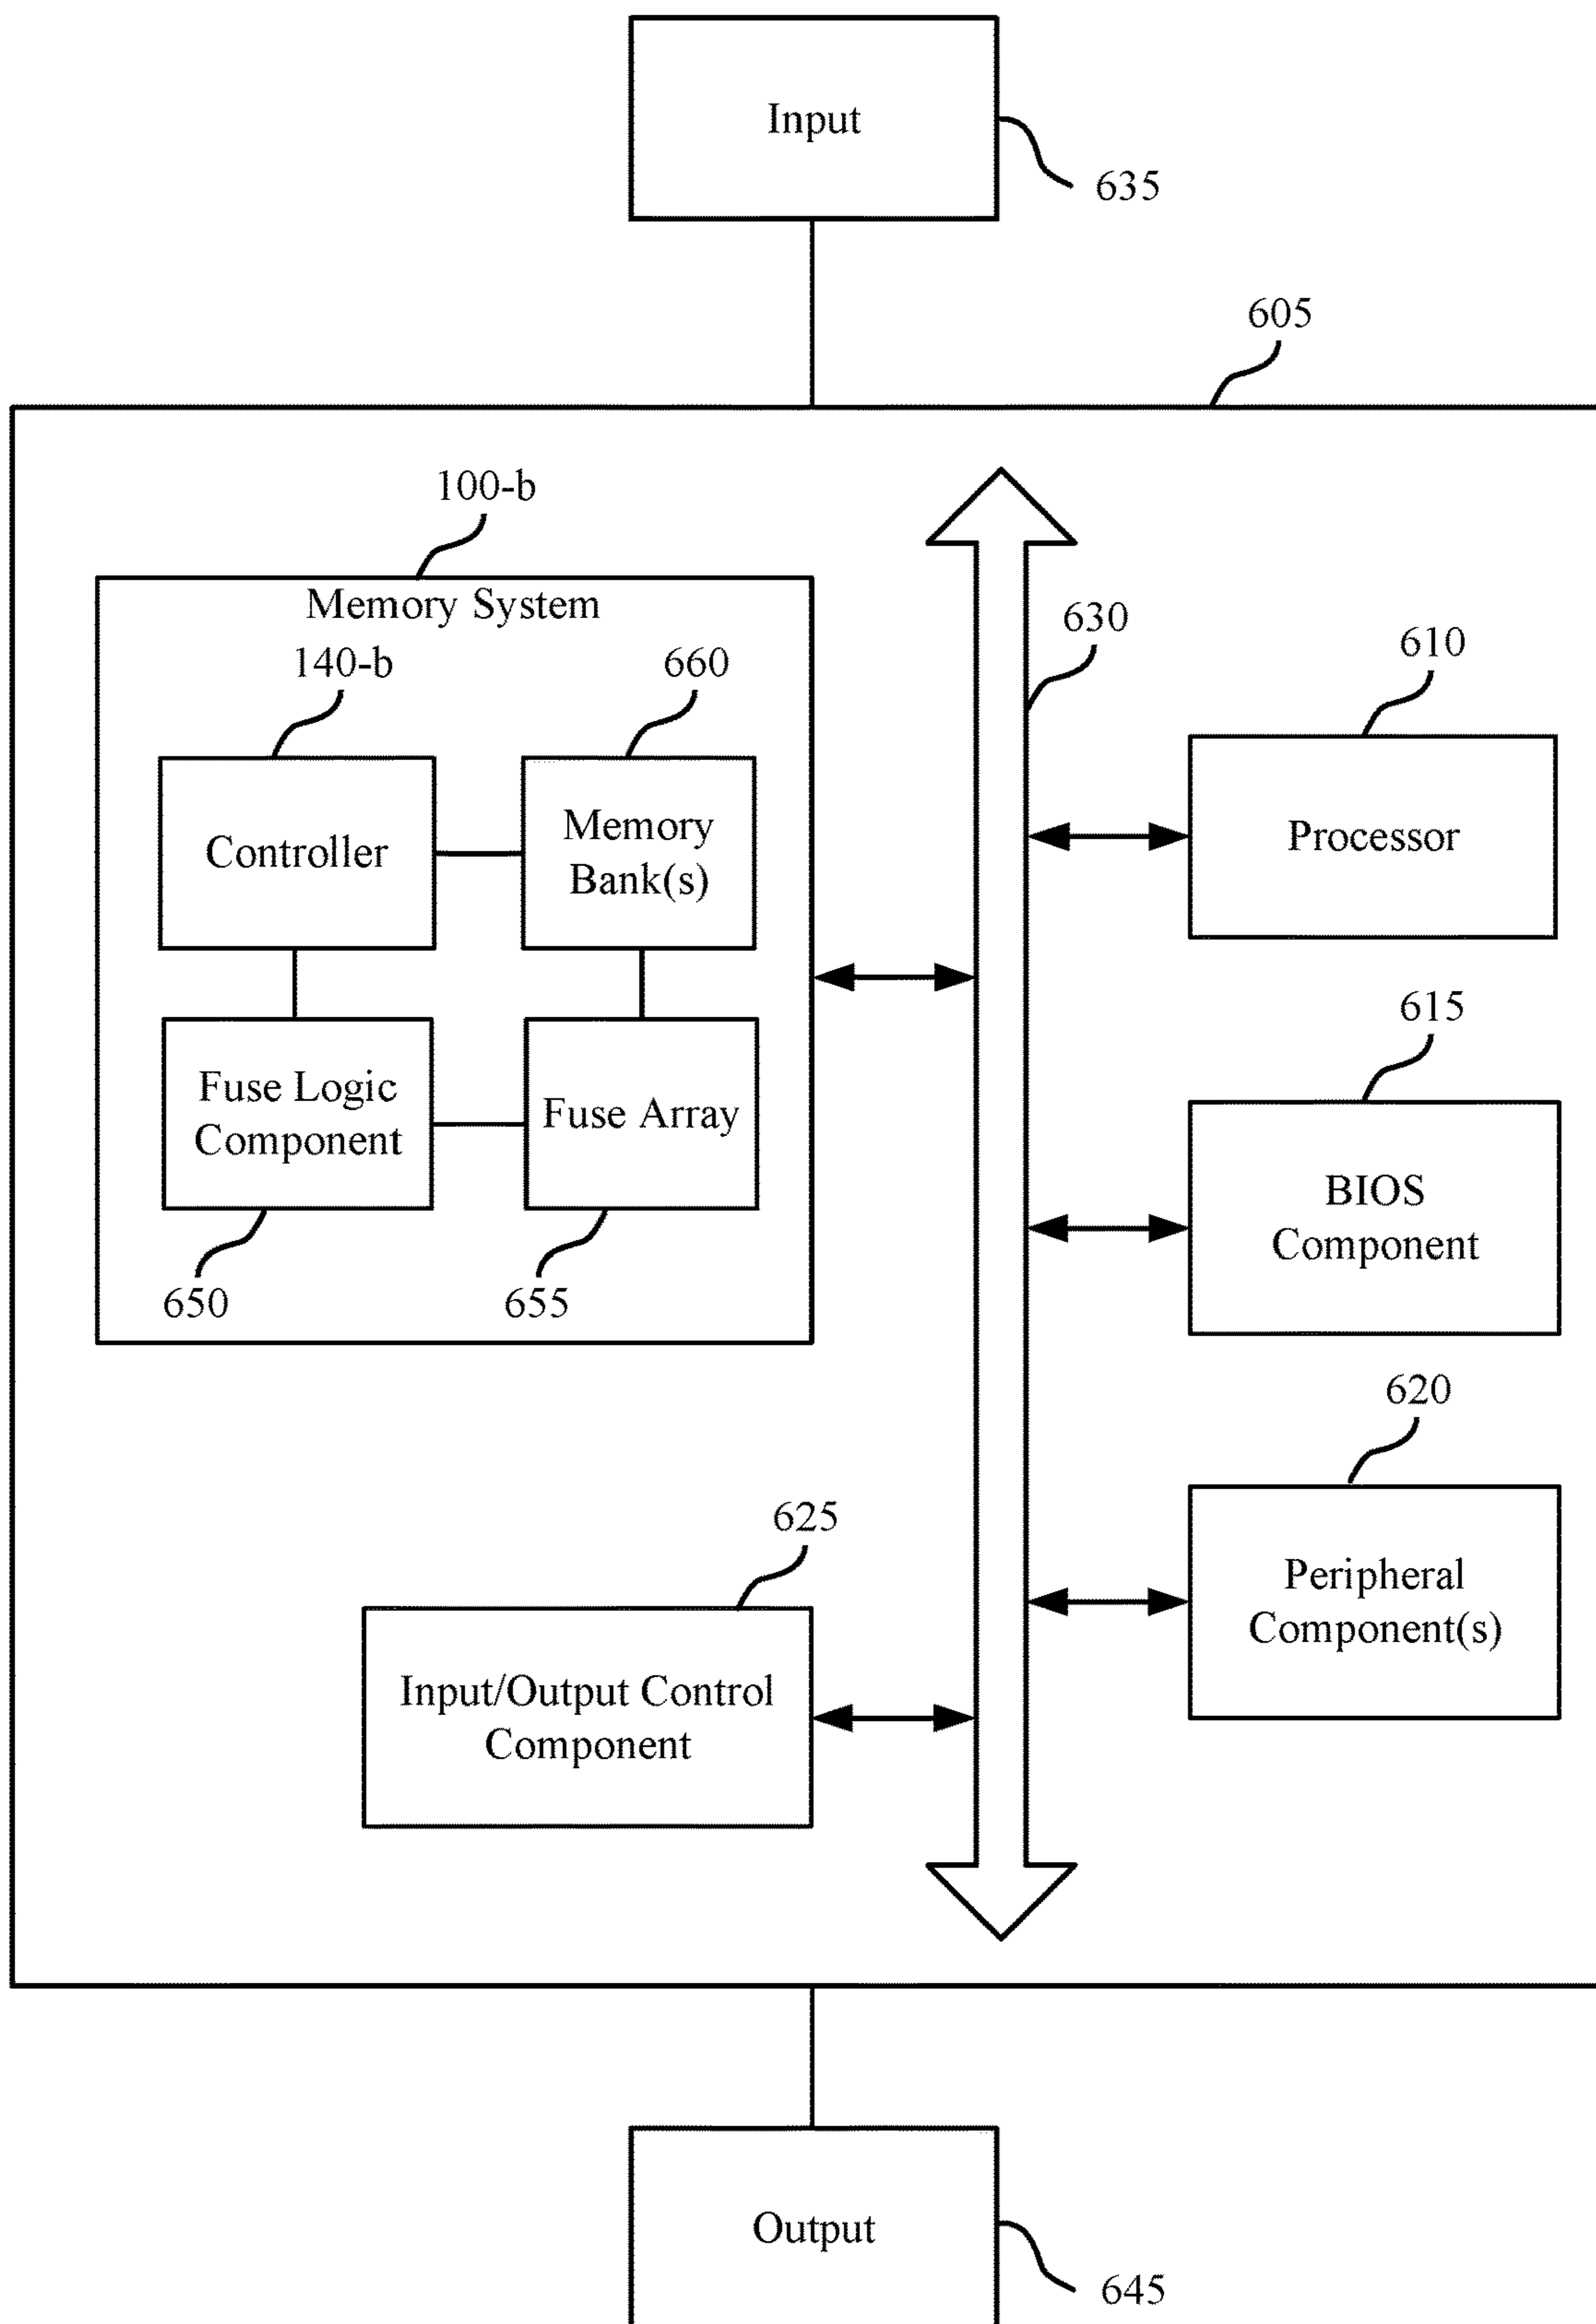 Input
635
605
100-b
Memory System
140-b
660
630
610
Controller
Memory
Bank(s)
Processor
615
Fuse Logic
Component
Fuse Array
BIOS
Component
650
655
620
625
Peripheral
Component(s)
Input/Output Control
Component
Output
645